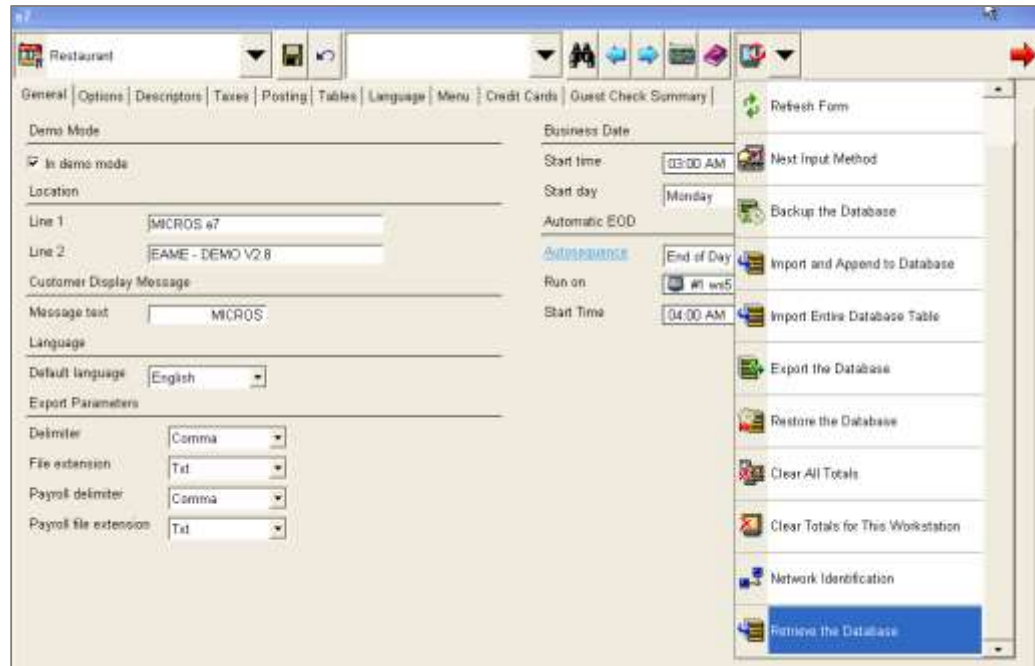 e7
Restaurant
General Options Descriptors Taxes Posting Tables Language Menu Credit Cards Guest Check Summary
Demo Mode
In demo mode
Location
Line 1 MICROS e7
Line 2 EAME - DEMO V2.8
Customer Display Message
Message text MICROS
Language
Default language English
Export Parameters
Delimiter Comma
File extension Txt
Payroll delimiter Comma
Payroll file extension Txt
Business Date
Start time 03:00 AM
Start day Monday
Automatic EOD
Autosequence End of Day
Run on #1 ws5
Start Time 04:00 AM
Refresh Form
Next Input Method
Backup the Database
Import and Append to Database
Import Entire Database Table
Export the Database
Restore the Database
Clear All Totals
Clear Totals for This Workstation
Network Identification
Retrieve the Database